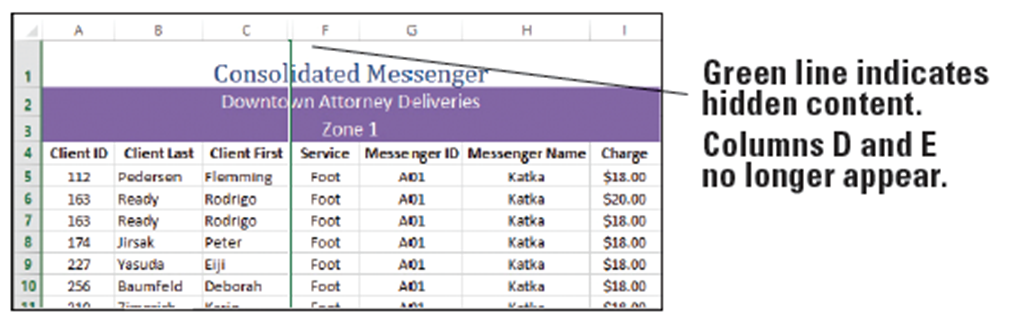 A B C F G H I
1 Consolidated Messenger
2 Downtown Attorney Deliveries
3 Zone 1
4 Client ID Client Last Client First Service Messenger ID Messenger Name Charge
5 112 Pedersen Flemming Foot A01 Katka $18.00
6 163 Ready Rodrigo Foot A01 Katka $20.00
7 163 Ready Rodrigo Foot A01 Katka $18.00
8 174 Jirsak Peter Foot A01 Katka $18.00
9 227 Yasuda Eiji Foot A01 Katka $18.00
10 256 Baumfeld Deborah Foot A01 Katka $18.00
11
Green line indicates
hidden content.
Columns D and E
no longer appear.